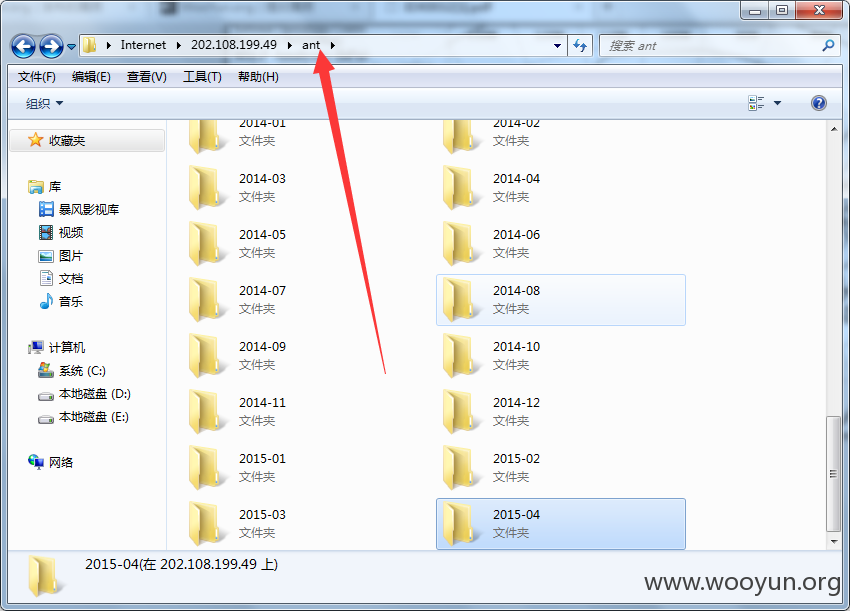 Internet ▸ 202.108.199.49 ▸ ant ▸
搜索 ant
文件(F) 编辑(E) 查看(V) 工具(T) 帮助(H)
组织
收藏夹
库
暴风影视库
视频
图片
文档
音乐
计算机
系统 (C:)
本地磁盘 (D:)
本地磁盘 (E:)
网络
2014-01 2014-02
文件夹 文件夹
2014-03 2014-04
文件夹 文件夹
2014-05 2014-06
文件夹 文件夹
2014-07 2014-08
文件夹 文件夹
2014-09 2014-10
文件夹 文件夹
2014-11 2014-12
文件夹 文件夹
2015-01 2015-02
文件夹 文件夹
2015-03 2015-04
文件夹 文件夹
2015-04(在 202.108.199.49 上)
www.wooyun.org